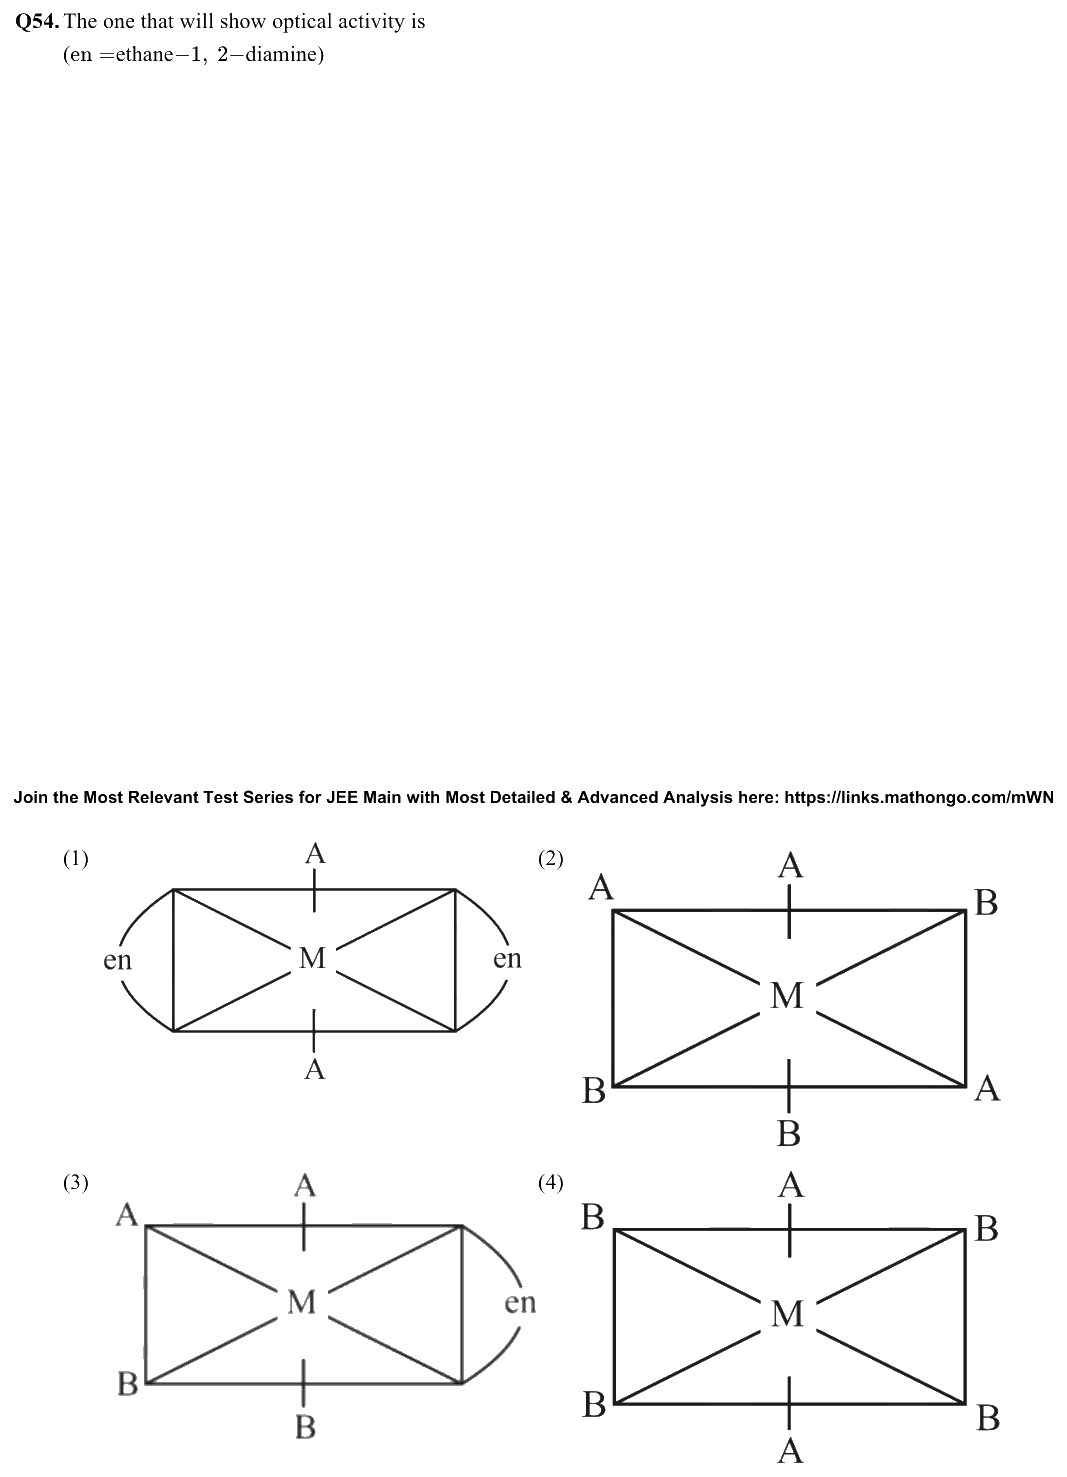 Q54. The one that will show optical activity is
(en =ethane−1, 2−diamine)
Join the Most Relevant Test Series for JEE Main with Most Detailed & Advanced Analysis here: https://links.mathongo.com/mWN
(1)
A
en
M
en
A
(2)
A
A
B
M
B
A
B
(3)
A
A
M
en
B
B
(4)
A
B
B
M
B
B
A